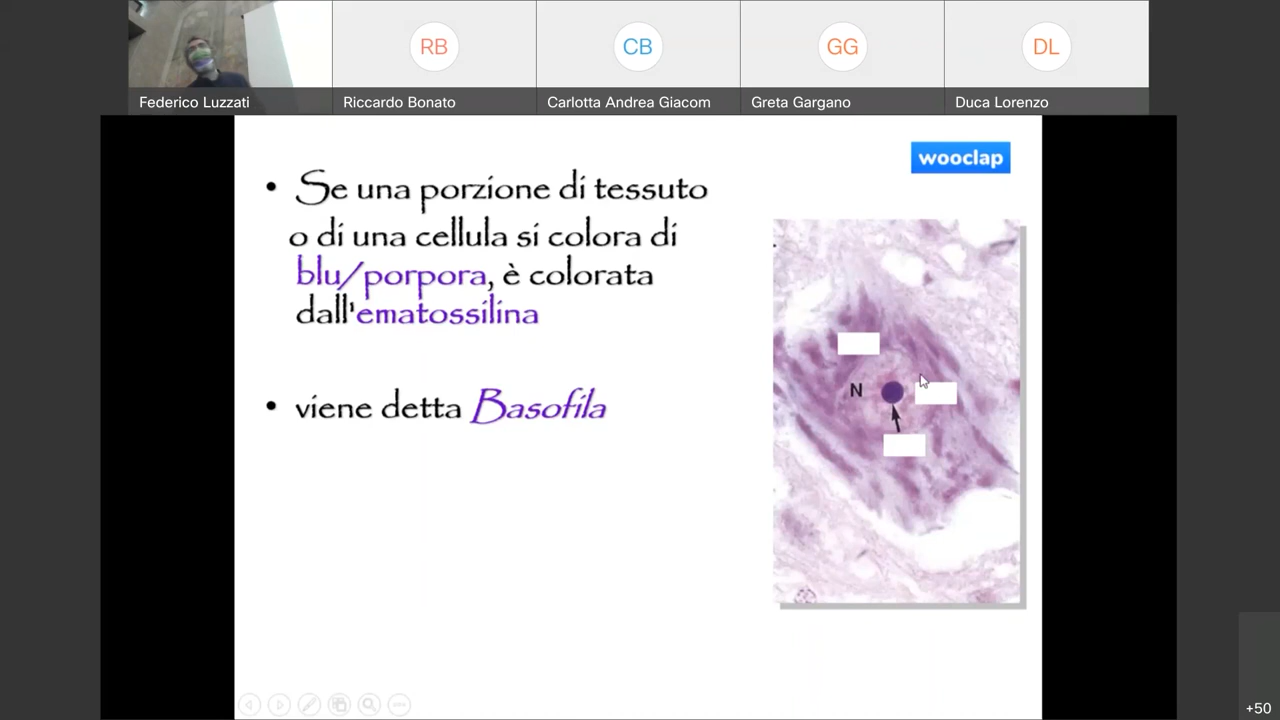 RB
CB
GG
DL
Federico Luzzati
Riccardo Bonato
Carlotta Andrea Giacom
Greta Gargano
Duca Lorenzo
wooclap
• Se una porzione di tessuto
o di una cellula si colora di
blu/porpora, è colorata
dall'ematossilina
• viene detta Basofila
N
+50